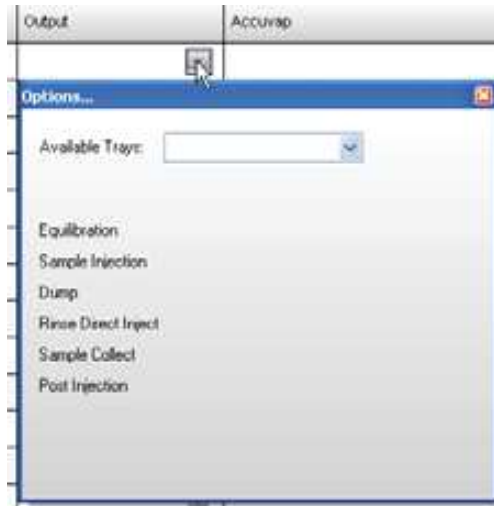 Output Accuvap
Options...
Available Trays:
Equilibration
Sample Injection
Dump
Rinse Direct Inject
Sample Collect
Post Injection